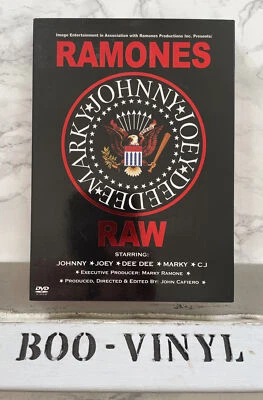 Image Entertainment in Association with Ramones Productions Inc. Presents:
RAMONES
JOHNNY JOEY DEE DEE MARKY
RAW
STARRING:
JOHNNY ★ JOEY ★ DEE DEE ★ MARKY ★ CJ
★ EXECUTIVE PRODUCER: MARKY RAMONE ★
★ PRODUCED, DIRECTED & EDITED BY: JOHN CAFIERO ★
DVD
BOO-VINYL